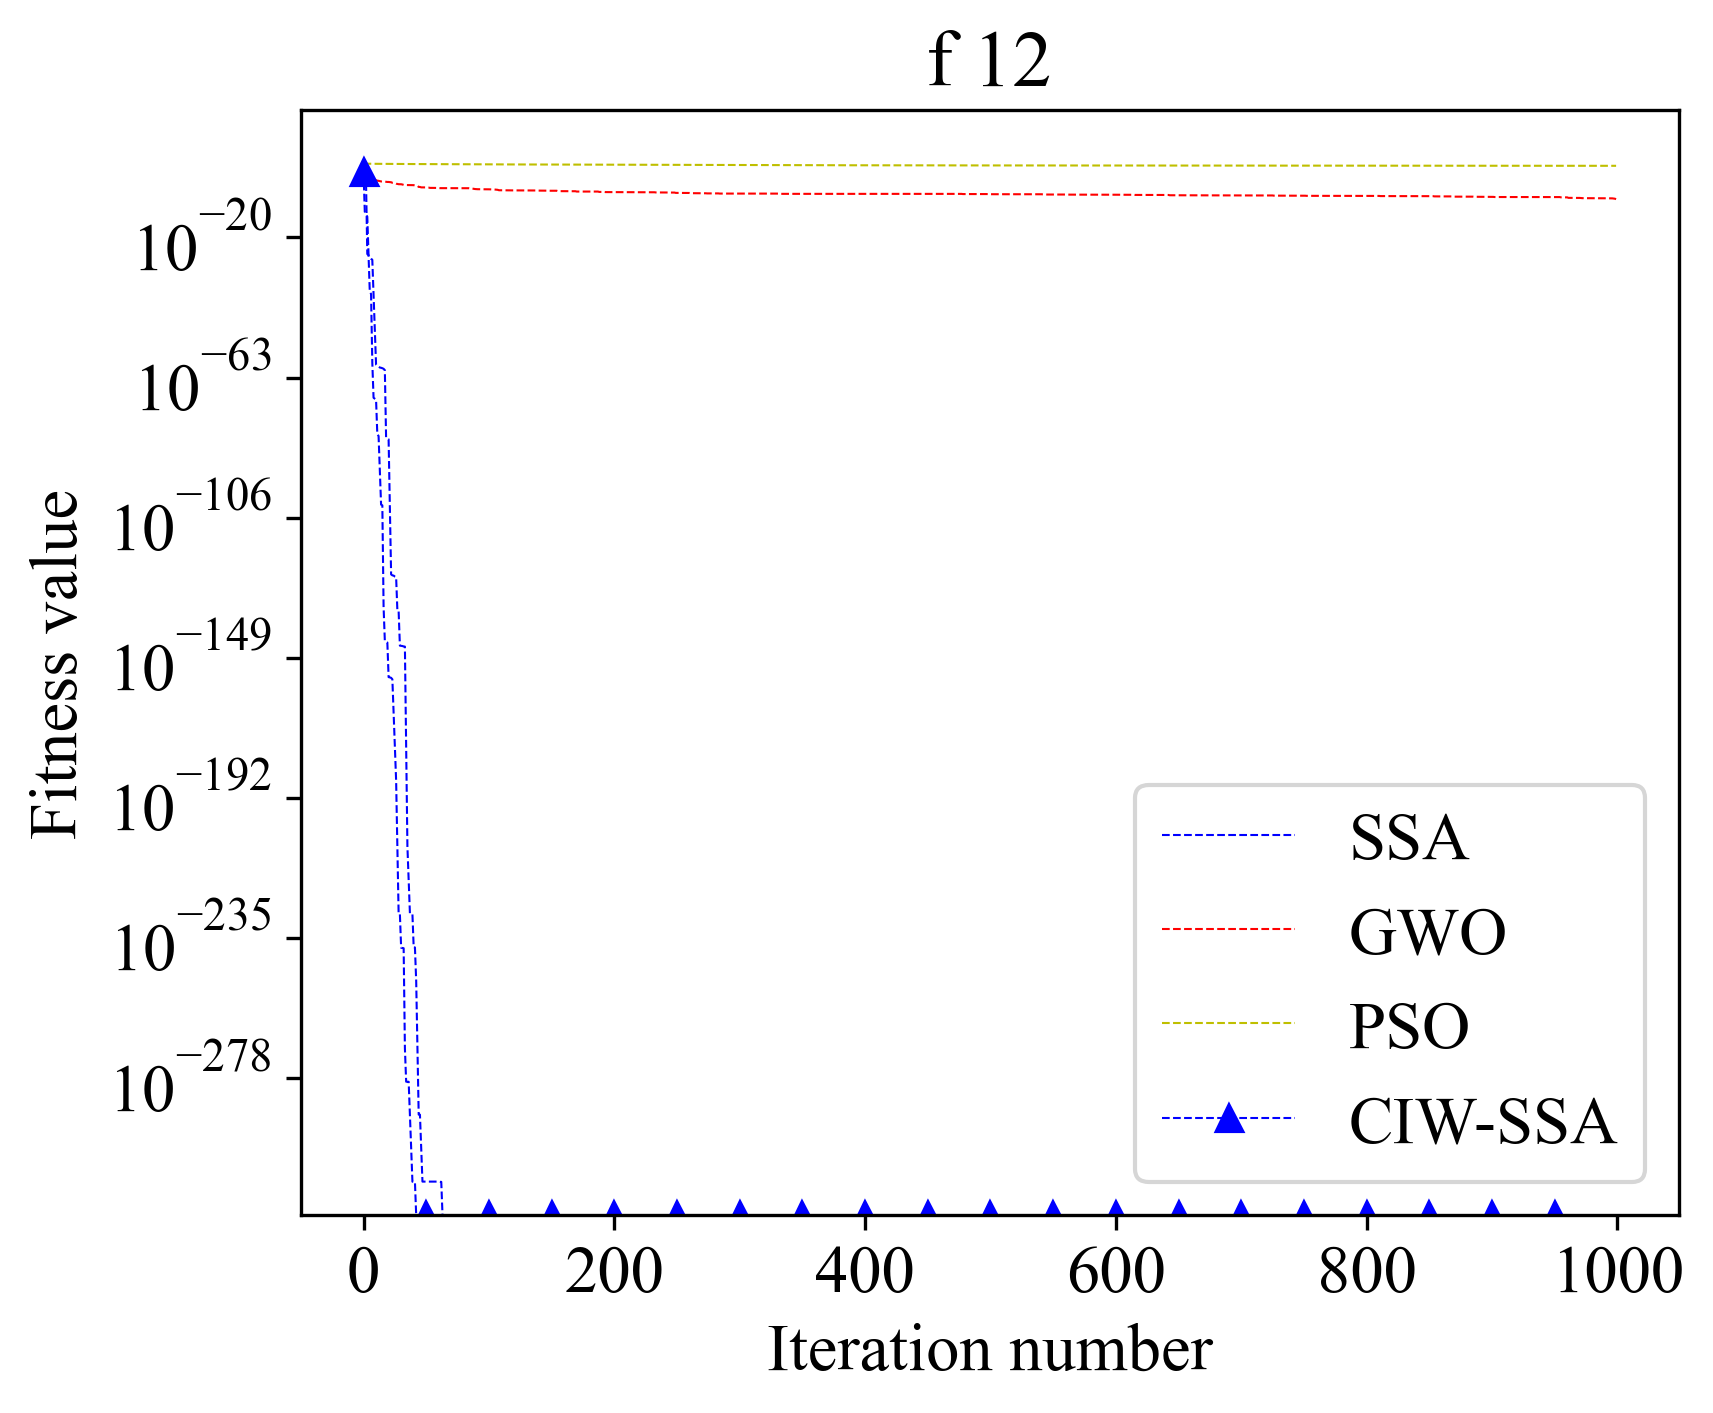 f 12
Fitness value
10^−20
10^−63
10^−106
10^−149
10^−192
10^−235
10^−278
SSA
GWO
PSO
CIW-SSA
0 200 400 600 800 1000
Iteration number